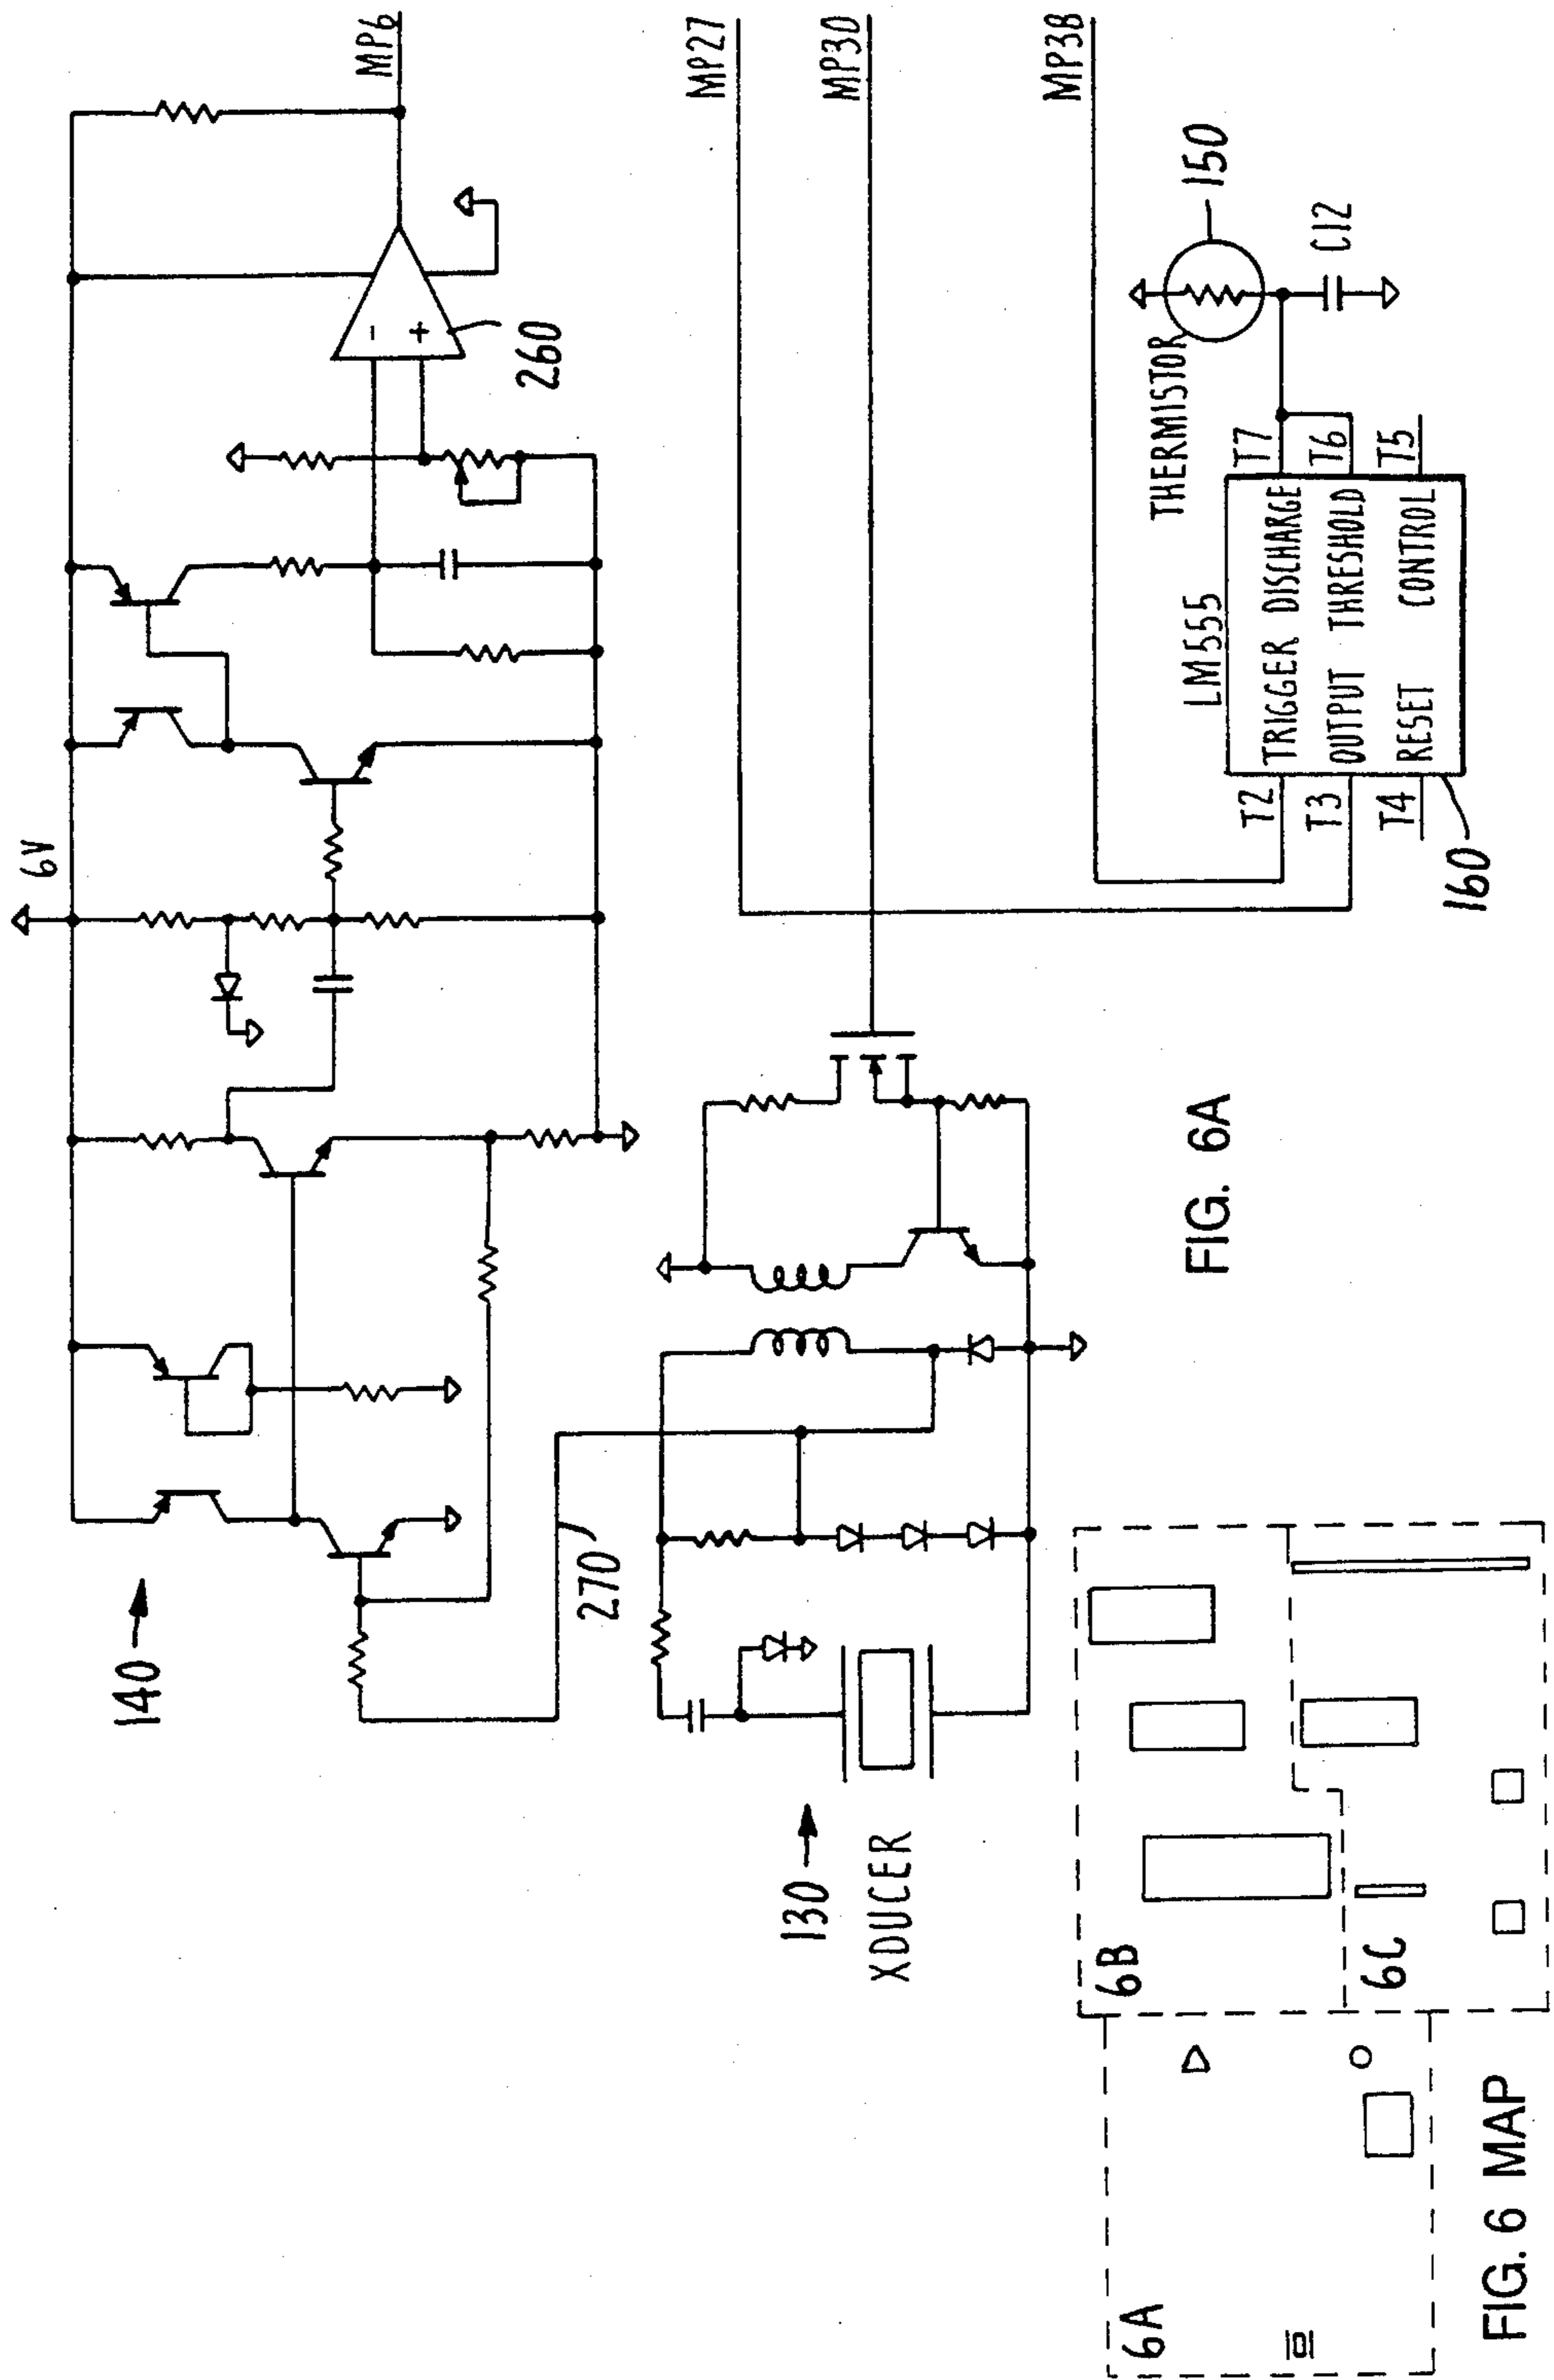 140
6V
MP6
- +
260
270
130
XDUCER
MP27
MP30
MP38
THERMISTOR
150
C12
LM555
T2 TRIGGER DISCHARGE T7
T3 OUTPUT THRESHOLD T6
T4 RESET CONTROL T5
160
FIG. 6A
6A
6B
6C
FIG. 6 MAP